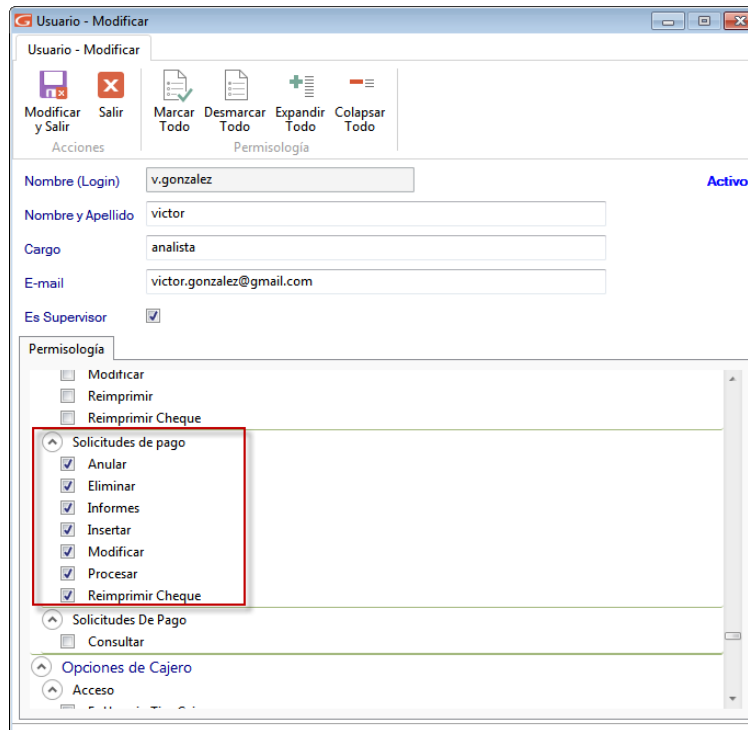 Usuario - Modificar
Usuario - Modificar
Modificar y Salir
Salir
Marcar Todo
Desmarcar Todo
Expandir Todo
Colapsar Todo
Acciones
Permisología
Nombre (Login) v.gonzalez Activo
Nombre y Apellido victor
Cargo analista
E-mail victor.gonzalez@gmail.com
Es Supervisor
Permisología
Modificar
Reimprimir
Reimprimir Cheque
Solicitudes de pago
Anular
Eliminar
Informes
Insertar
Modificar
Procesar
Reimprimir Cheque
Solicitudes De Pago
Consultar
Opciones de Cajero
Acceso